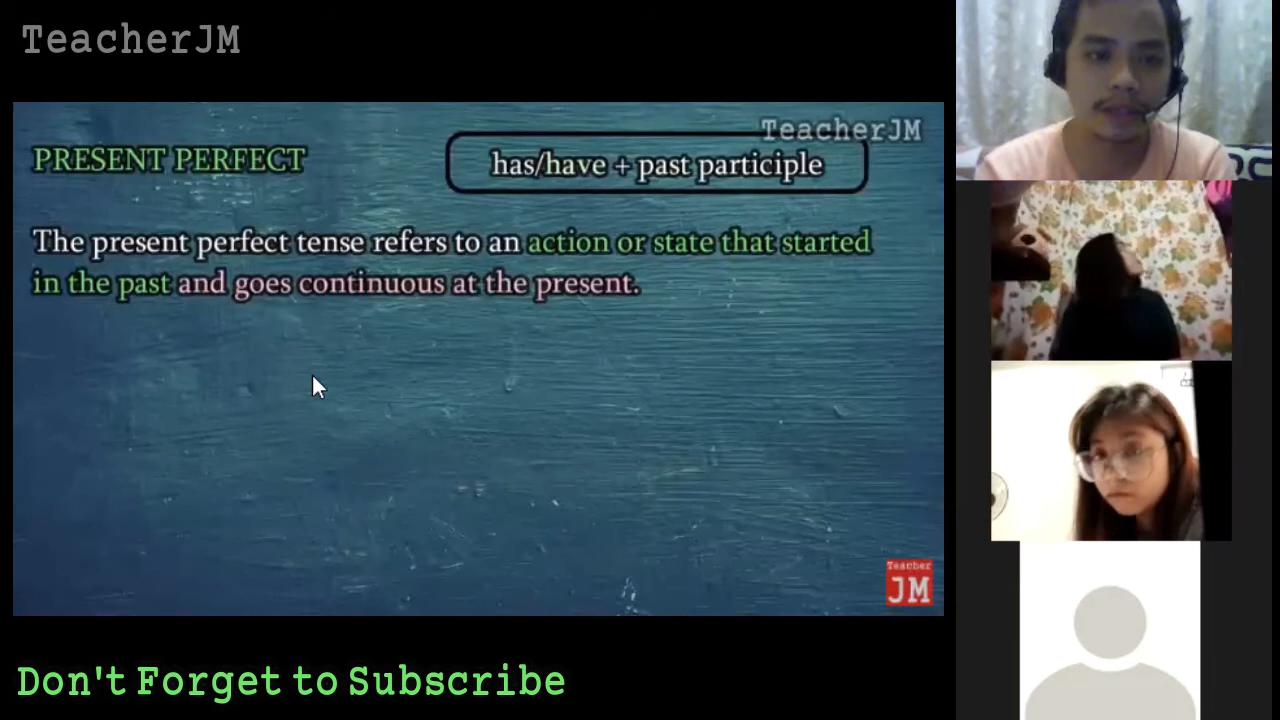 TeacherJM
TeacherJM
PRESENT PERFECT
has/have + past participle
The present perfect tense refers to an action or state that started
in the past and goes continuous at the present.
Teacher
JM
Don't Forget to Subscribe